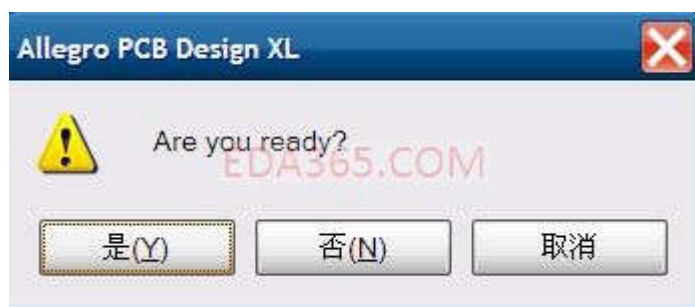 Allegro PCB Design XL
Are you ready?
EDA365.COM
是(Y) 否(N) 取消